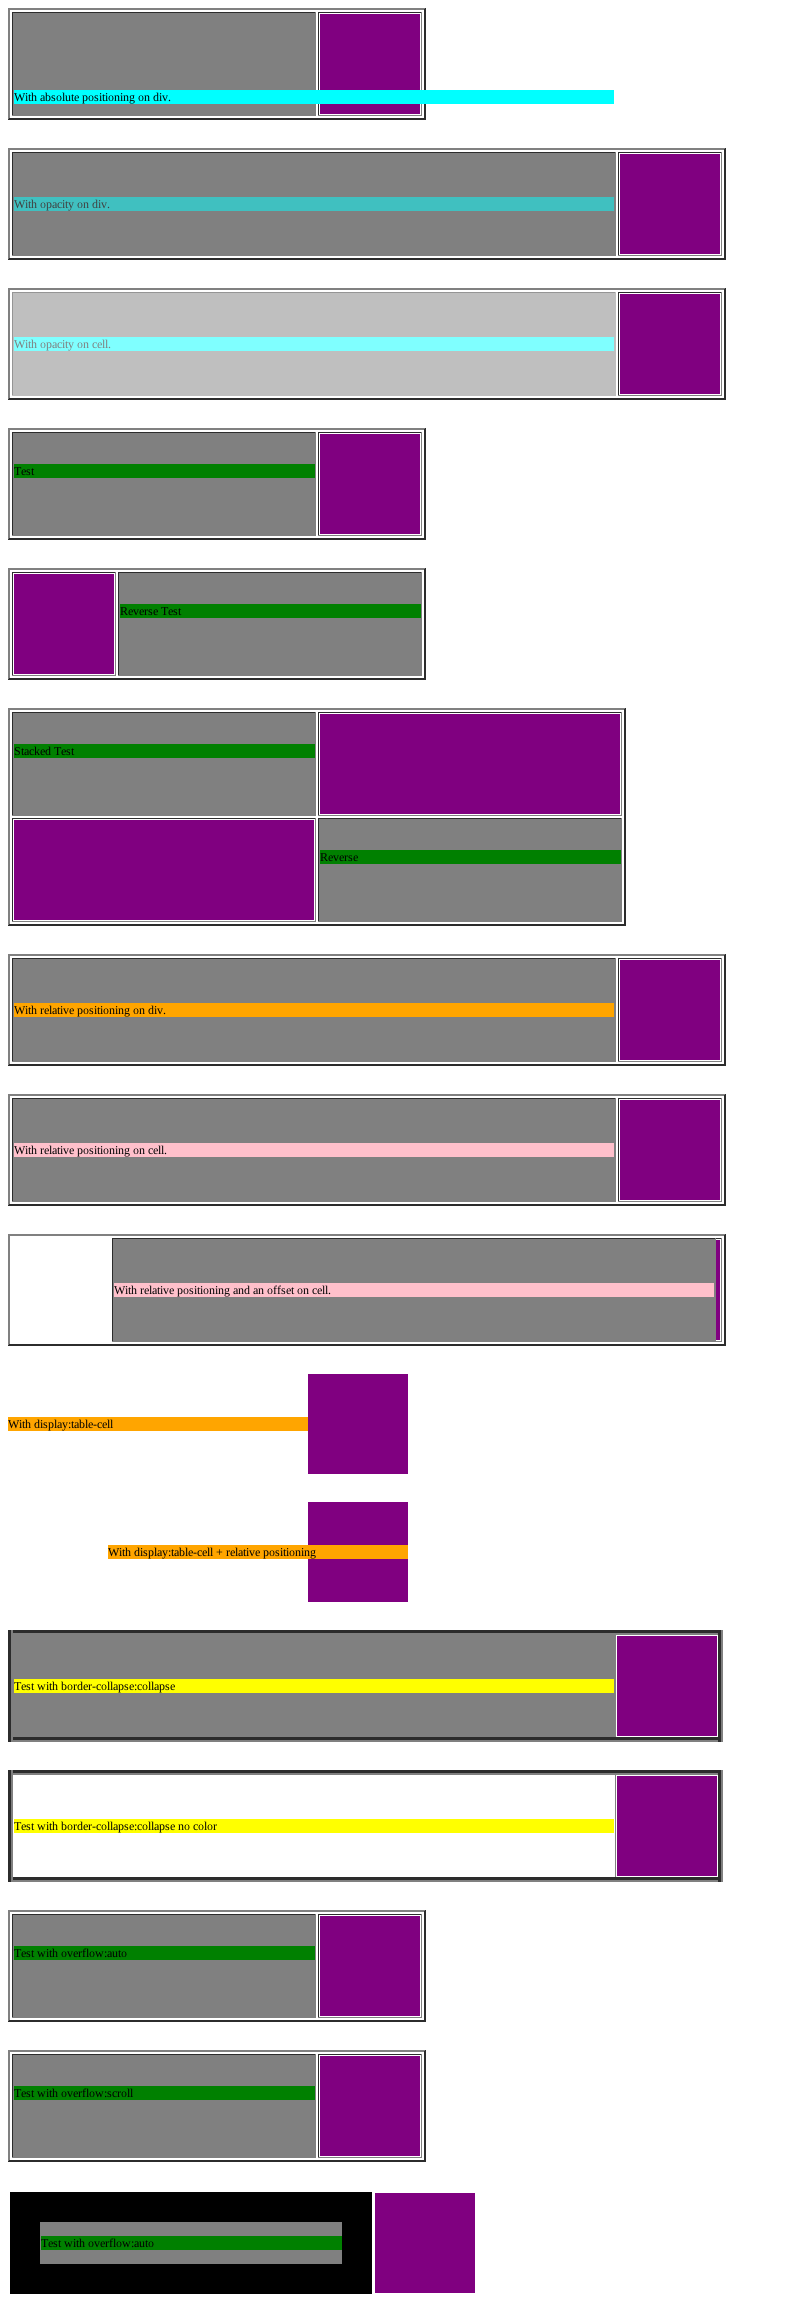 With absolute positioning on div.
With opacity on div.
With opacity on cell.
Test
Reverse Test
Stacked Test
Reverse
With relative positioning on div.
With relative positioning on cell.
With relative positioning and an offset on cell.
With display:table-cell
With display:table-cell + relative positioning
Test with border-collapse:collapse
Test with border-collapse:collapse no color
Test with overflow:auto
Test with overflow:scroll
Test with overflow:auto